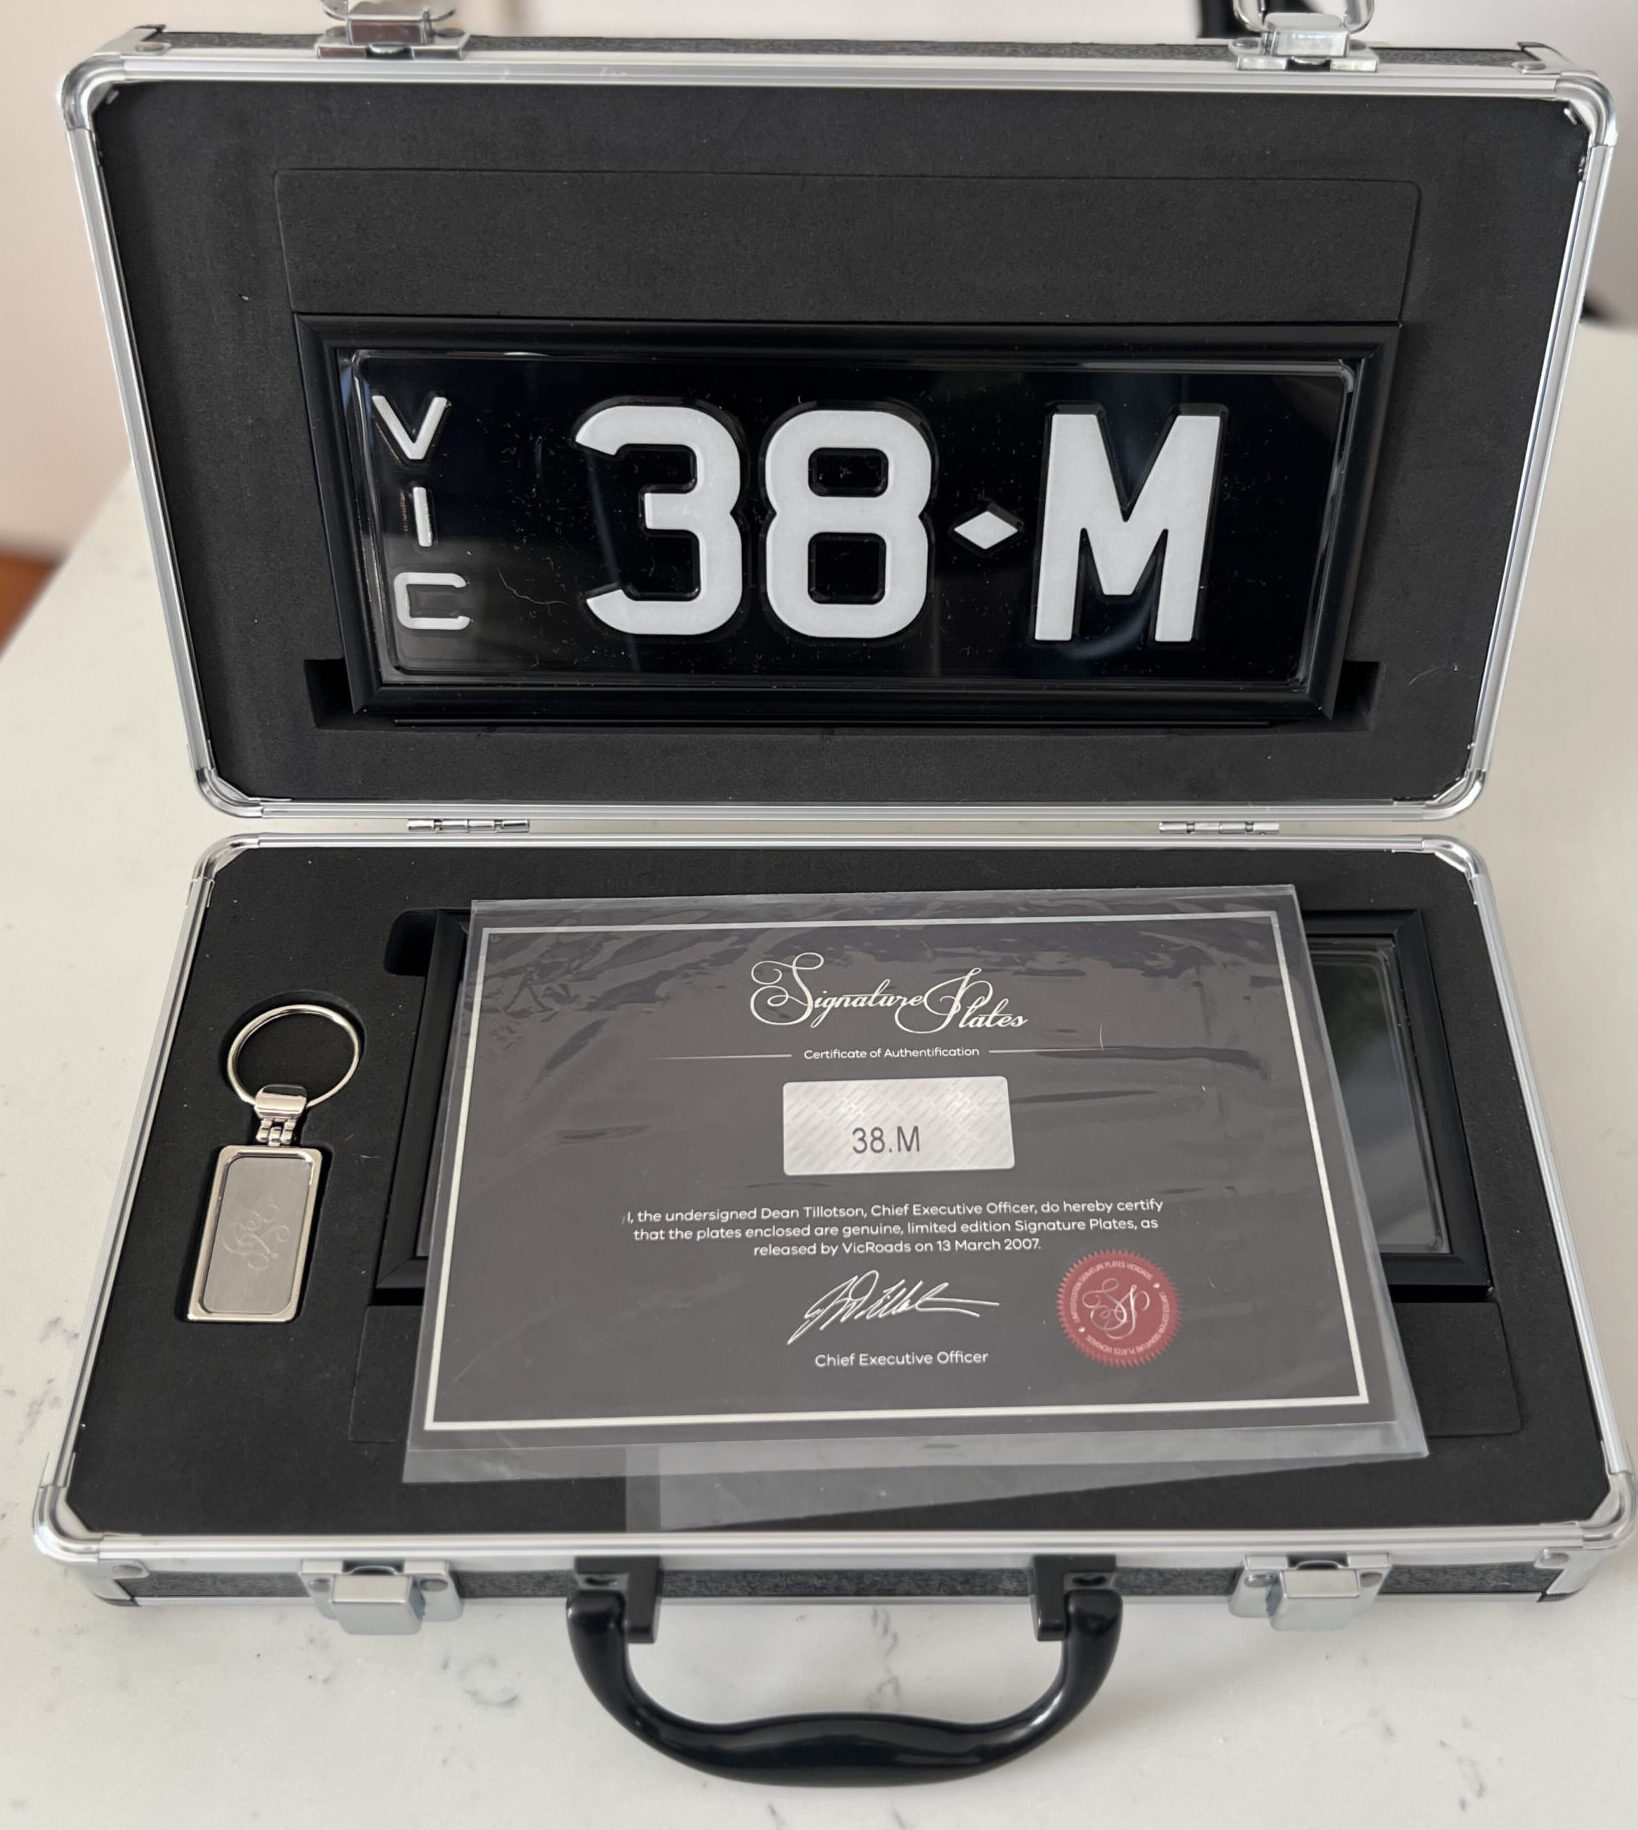 VIC
38♦M
Signature Plates
Certificate of Authentification
38.M
I, the undersigned Dean Tillotson, Chief Executive Officer, do hereby certify
that the plates enclosed are genuine, limited edition Signature Plates, as
released by VicRoads on 13 March 2007.
Chief Executive Officer